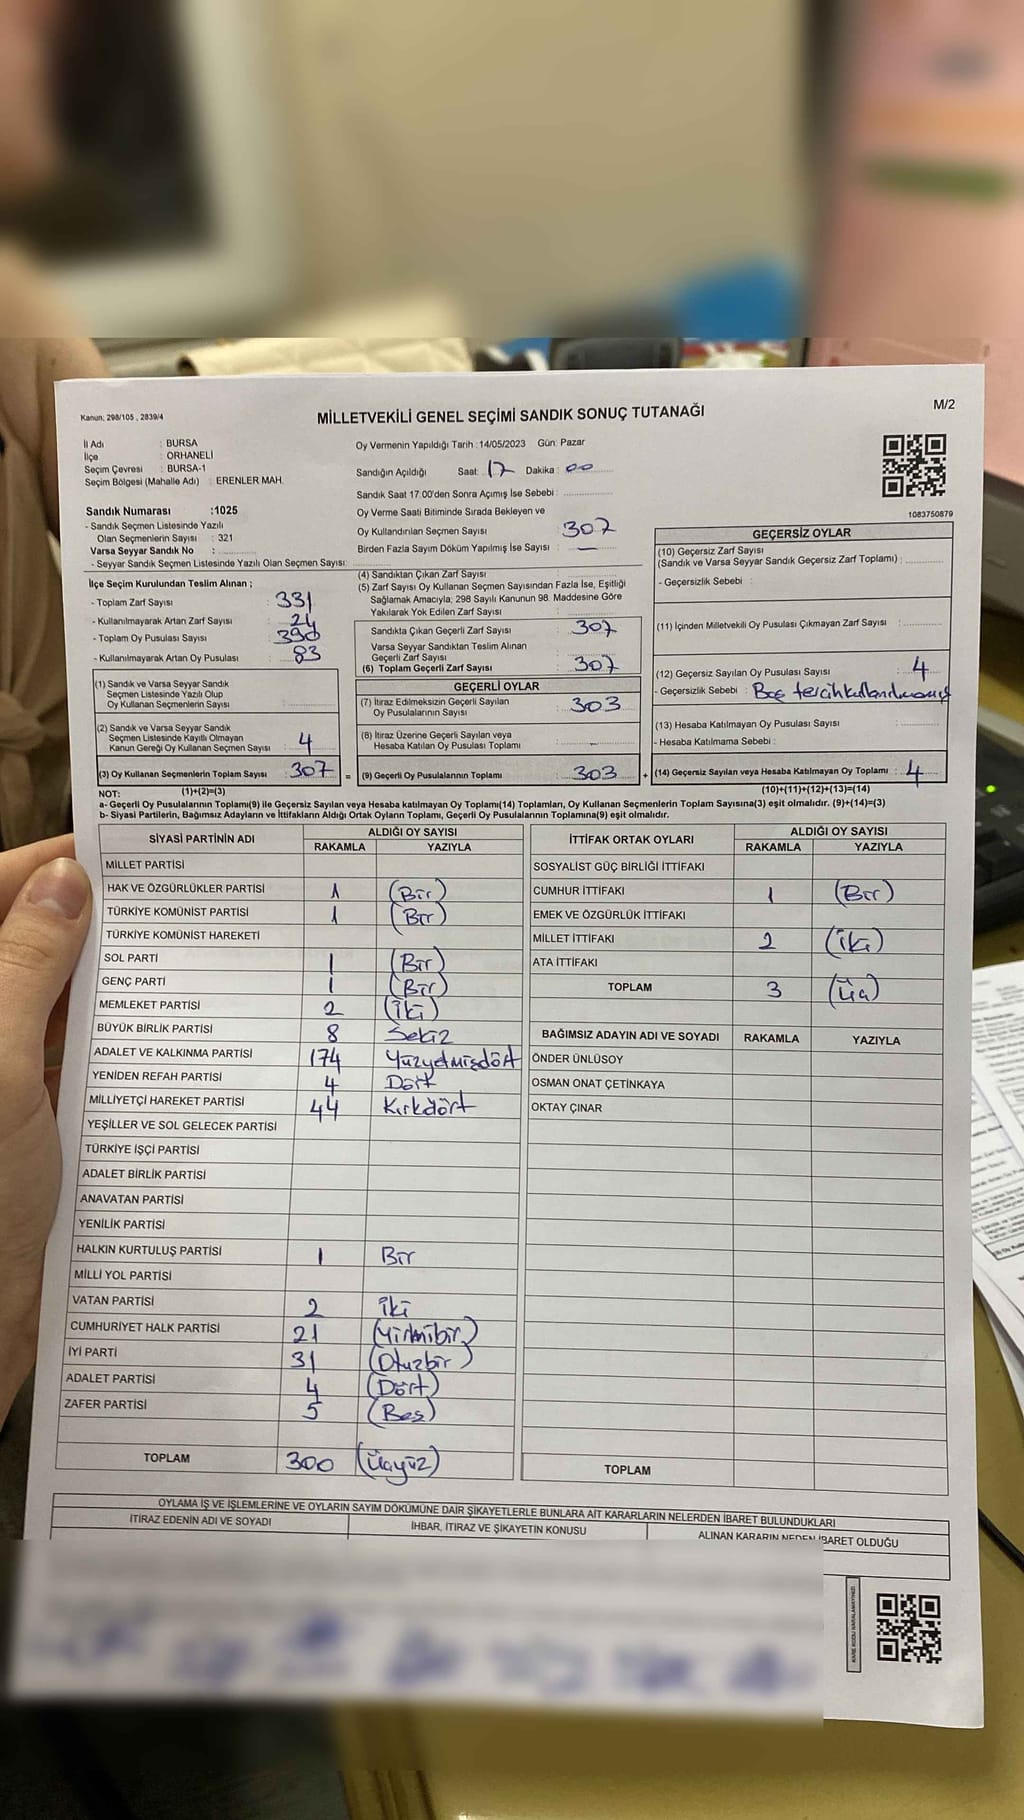 Kanun: 298/105 , 2839/4
MİLLETVEKİLİ GENEL SEÇİMİ SANDIK SONUÇ TUTANAĞI
M/2
İl Adı : BURSA
İlçe : ORHANELİ
Seçim Çevresi : BURSA-1
Seçim Bölgesi (Mahalle Adı) : ERENLER MAH.
Sandık Numarası :1025
- Sandık Seçmen Listesinde Yazılı
Olan Seçmenlerin Sayısı : 321
Varsa Seyyar Sandık No :
- Seyyar Sandık Seçmen Listesinde Yazılı Olan Seçmen Sayısı:
Oy Vermenin Yapıldığı Tarih :14/05/2023 Gün: Pazar
Sandığın Açıldığı Saat: 17 Dakika : 00
Sandık Saat 17.00'den Sonra Açımış İse Sebebi :
Oy Verme Saati Bitiminde Sırada Bekleyen ve
Oy Kullandırılan Seçmen Sayısı : 307
Birden Fazla Sayım Döküm Yapılmış İse Sayısı : —
1083750879
İlçe Seçim Kurulundan Teslim Alınan ;
- Toplam Zarf Sayısı : 331
- Kullanılmayarak Artan Zarf Sayısı : 24
- Toplam Oy Pusulası Sayısı : 390
- Kullanılmayarak Artan Oy Pusulası : 83
(1) Sandık ve Varsa Seyyar Sandık
Seçmen Listesinde Yazılı Olup
Oy Kullanan Seçmenlerin Sayısı :
(2) Sandık ve Varsa Seyyar Sandık
Seçmen Listesinde Kayıtlı Olmayan
Kanun Gereği Oy Kullanan Seçmen Sayısı : 4
(3) Oy Kullanan Seçmenlerin Toplam Sayısı : 307 =
(4) Sandıktan Çıkan Zarf Sayısı :
(5) Zarf Sayısı Oy Kullanan Seçmen Sayısından Fazla İse, Eşitliği
Sağlamak Amacıyla; 298 Sayılı Kanunun 98. Maddesine Göre
Yakılarak Yok Edilen Zarf Sayısı :
Sandıkta Çıkan Geçerli Zarf Sayısı : 307
Varsa Seyyar Sandıktan Teslim Alınan
Geçerli Zarf Sayısı :
(6) Toplam Geçerli Zarf Sayısı : 307
GEÇERLİ OYLAR
(7) İtiraz Edilmeksizin Geçerli Sayılan
Oy Pusulalarının Sayısı : 303
(8) İtiraz Üzerine Geçerli Sayılan veya
Hesaba Katılan Oy Pusulası Toplamı : -
(9) Geçerli Oy Pusulalarının Toplamı : 303 +
GEÇERSİZ OYLAR
(10) Geçersiz Zarf Sayısı
(Sandık ve Varsa Seyyar Sandık Geçersiz Zarf Toplamı) :
- Geçersizlik Sebebi :
(11) İçinden Milletvekili Oy Pusulası Çıkmayan Zarf Sayısı :
(12) Geçersiz Sayılan Oy Pusulası Sayısı : 4
- Geçersizlik Sebebi : Boş tercih kullanılmamış
(13) Hesaba Katılmayan Oy Pusulası Sayısı :
- Hesaba Katılmama Sebebi :
(14) Geçersiz Sayılan veya Hesaba Katılmayan Oy Toplamı : 4
NOT: (1)+(2)=(3)
(10)+(11)+(12)+(13)=(14)
a- Geçerli Oy Pusulalarının Toplamı(9) ile Geçersiz Sayılan veya Hesaba katılmayan Oy Toplamı(14) Toplamları, Oy Kullanan Seçmenlerin Toplam Sayısına(3) eşit olmalıdır. (9)+(14)=(3)
b- Siyasi Partilerin, Bağımsız Adayların ve İttifakların Aldığı Ortak Oyların Toplamı, Geçerli Oy Pusulalarının Toplamına(9) eşit olmalıdır.
SİYASİ PARTİNİN ADI ALDIĞI OY SAYISI
RAKAMLA YAZIYLA
MİLLET PARTİSİ
HAK VE ÖZGÜRLÜKLER PARTİSİ 1 (Bir)
TÜRKİYE KOMÜNİST PARTİSİ 1 (Bir)
TÜRKİYE KOMÜNİST HAREKETİ
SOL PARTİ 1 (Bir)
GENÇ PARTİ 1 (Bir)
MEMLEKET PARTİSİ 2 (İki)
BÜYÜK BİRLİK PARTİSİ 8 Sekiz
ADALET VE KALKINMA PARTİSİ 174 Yüzyetmişdört
YENİDEN REFAH PARTİSİ 4 Dört
MİLLİYETÇİ HAREKET PARTİSİ 44 Kırkdört
YEŞİLLER VE SOL GELECEK PARTİSİ
TÜRKİYE İŞÇİ PARTİSİ
ADALET BİRLİK PARTİSİ
ANAVATAN PARTİSİ
YENİLİK PARTİSİ
HALKIN KURTULUŞ PARTİSİ 1 Bir
MİLLİ YOL PARTİSİ
VATAN PARTİSİ 2 İki
CUMHURİYET HALK PARTİSİ 21 (Yirmibir)
İYİ PARTİ 31 (Otuzbir)
ADALET PARTİSİ 4 (Dört)
ZAFER PARTİSİ 5 (Beş)
TOPLAM 300 (Üçyüz)
İTTİFAK ORTAK OYLARI ALDIĞI OY SAYISI
RAKAMLA YAZIYLA
SOSYALİST GÜÇ BİRLİĞİ İTTİFAKI
CUMHUR İTTİFAKI 1 (Bir)
EMEK VE ÖZGÜRLÜK İTTİFAKI
MİLLET İTTİFAKI 2 (İki)
ATA İTTİFAKI
TOPLAM 3 (Üç)
BAĞIMSIZ ADAYIN ADI VE SOYADI RAKAMLA YAZIYLA
ÖNDER ÜNLÜSOY
OSMAN ONAT ÇETİNKAYA
OKTAY ÇINAR
TOPLAM
OYLAMA İŞ VE İŞLEMLERİNE VE OYLARIN SAYIM DÖKÜMÜNE DAİR ŞİKAYETLERLE BUNLARA AİT KARARLARIN NELERDEN İBARET BULUNDUKLARI
İTİRAZ EDENİN ADI VE SOYADI İHBAR, İTİRAZ VE ŞİKAYETİN KONUSU ALINAN KARARIN NEDEN İBARET OLDUĞU
KARE KODU KARALAMAYINIZ!